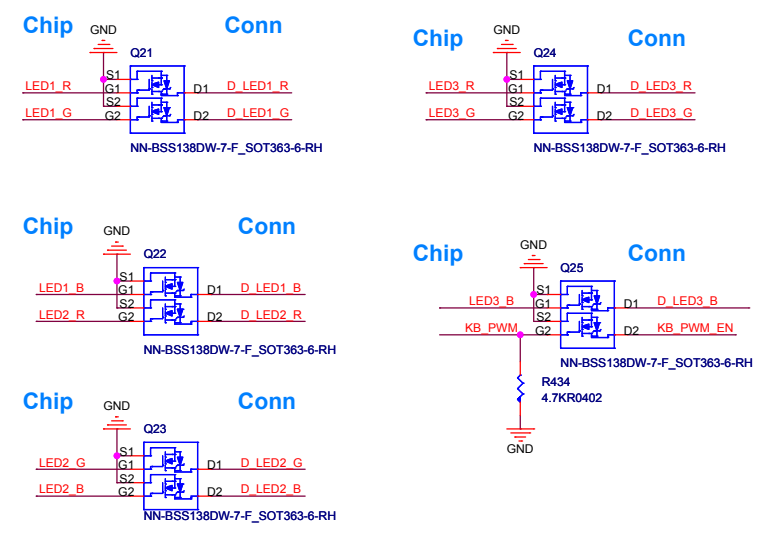 Chip
GND
Conn
Q21
S1
LED1_R
G1
D1
D_LED1_R
S2
LED1_G
G2
D2
D_LED1_G
NN-BSS138DW-7-F_SOT363-6-RH
Chip
GND
Conn
Q24
S1
LED3_R
G1
D1
D_LED3_R
S2
LED3_G
G2
D2
D_LED3_G
NN-BSS138DW-7-F_SOT363-6-RH
Chip
GND
Conn
Q22
S1
LED1_B
G1
D1
D_LED1_B
S2
LED2_R
G2
D2
D_LED2_R
NN-BSS138DW-7-F_SOT363-6-RH
Chip
GND
Conn
Q25
S1
LED3_B
G1
D1
D_LED3_B
S2
KB_PWM
G2
D2
KB_PWM_EN
NN-BSS138DW-7-F_SOT363-6-RH
R434
4.7KR0402
GND
Chip
GND
Conn
Q23
S1
LED2_G
G1
D1
D_LED2_G
S2
LED2_B
G2
D2
D_LED2_B
NN-BSS138DW-7-F_SOT363-6-RH